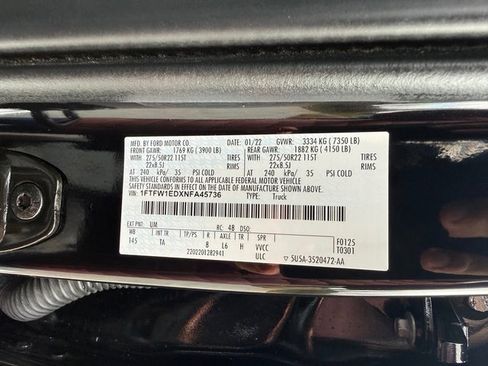 MFD. BY FORD MOTOR CO. DATE: 01/22 GVWR: 3334 KG ( 7350 LB)
FRONT GAWR: 1769 KG (3900 LB) REAR GAWR: 1882 KG ( 4150 LB)
WITH WITH
275/50R22 115T TIRES 275/50R22 115T TIRES
22x8.5J RIMS 22x8.5J RIMS
AT 240 kPa/ 35 PSI COLD AT 240 kPa/ 35 PSI COLD
THIS VEHICLE CONFORMS TO ALL APPLICABLE FEDERAL MOTOR VEHICLE
SAFETY STANDARDS IN EFFECT ON THE DATE OF MANUFACTURE SHOWN ABOVE.
VIN: 1FTFW1EDXNFA45736 TYPE: Truck
EXT PNT: UM RC: 48 DSO:
WB INT TR TP/PS R AXLE TR SPR F0125
145 TA B L6 H VVCC T0301
ULC
2202201282941 ▽ SU5A-3520472-AA